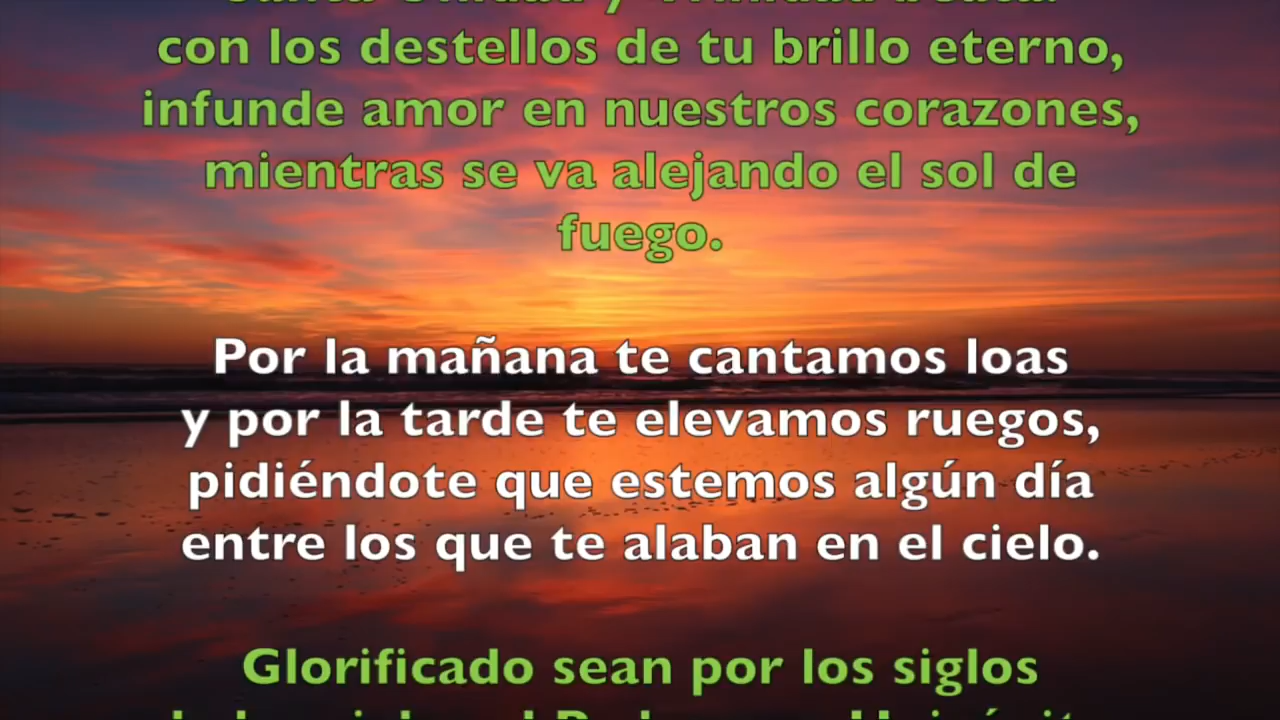 con los destellos de tu brillo eterno,
infunde amor en nuestros corazones,
mientras se va alejando el sol de
fuego.
Por la mañana te cantamos loas
y por la tarde te elevamos ruegos,
pidiéndote que estemos algún día
entre los que te alaban en el cielo.
Glorificado sean por los siglos